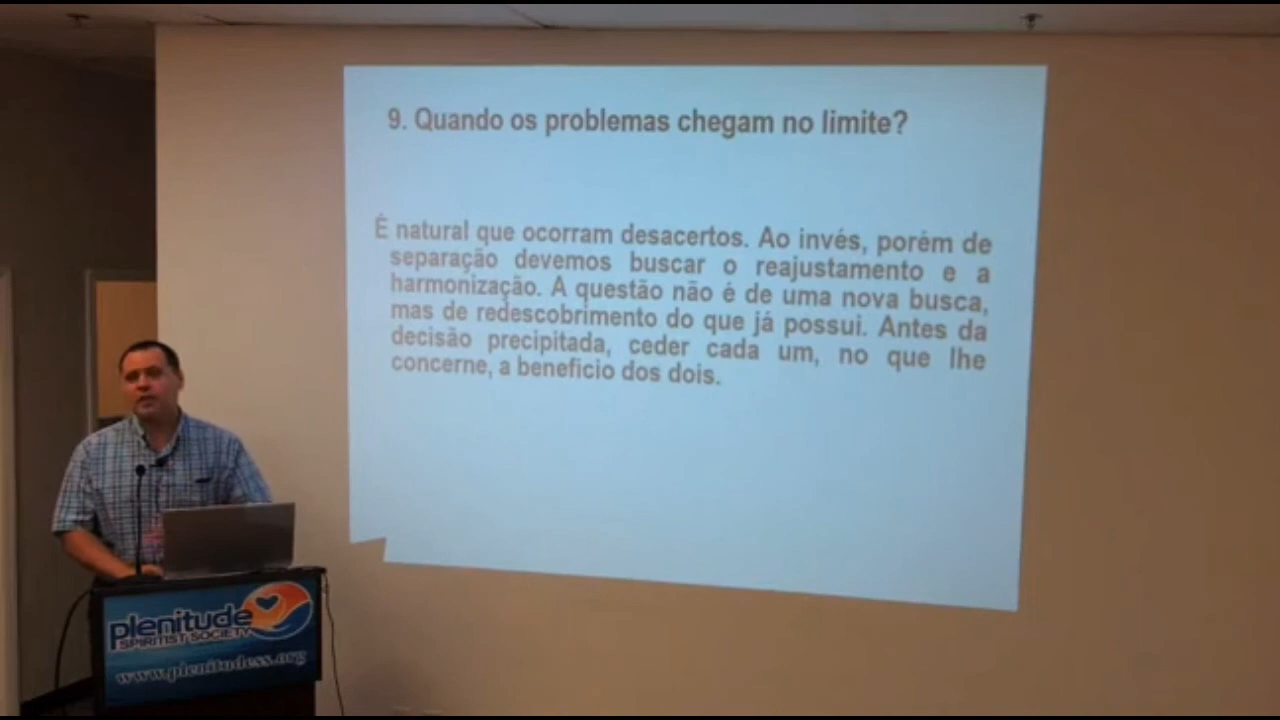 9. Quando os problemas chegam no limite?
É natural que ocorram desacertos. Ao invés, porém de
separação devemos buscar o reajustamento e a
harmonização. A questão não é de uma nova busca,
mas de redescobrimento do que já possui. Antes da
decisão precipitada, ceder cada um, no que lhe
concerne, a beneficio dos dois.
plenitude
SPIRITIST SOCIETY
www.plenitudess.org